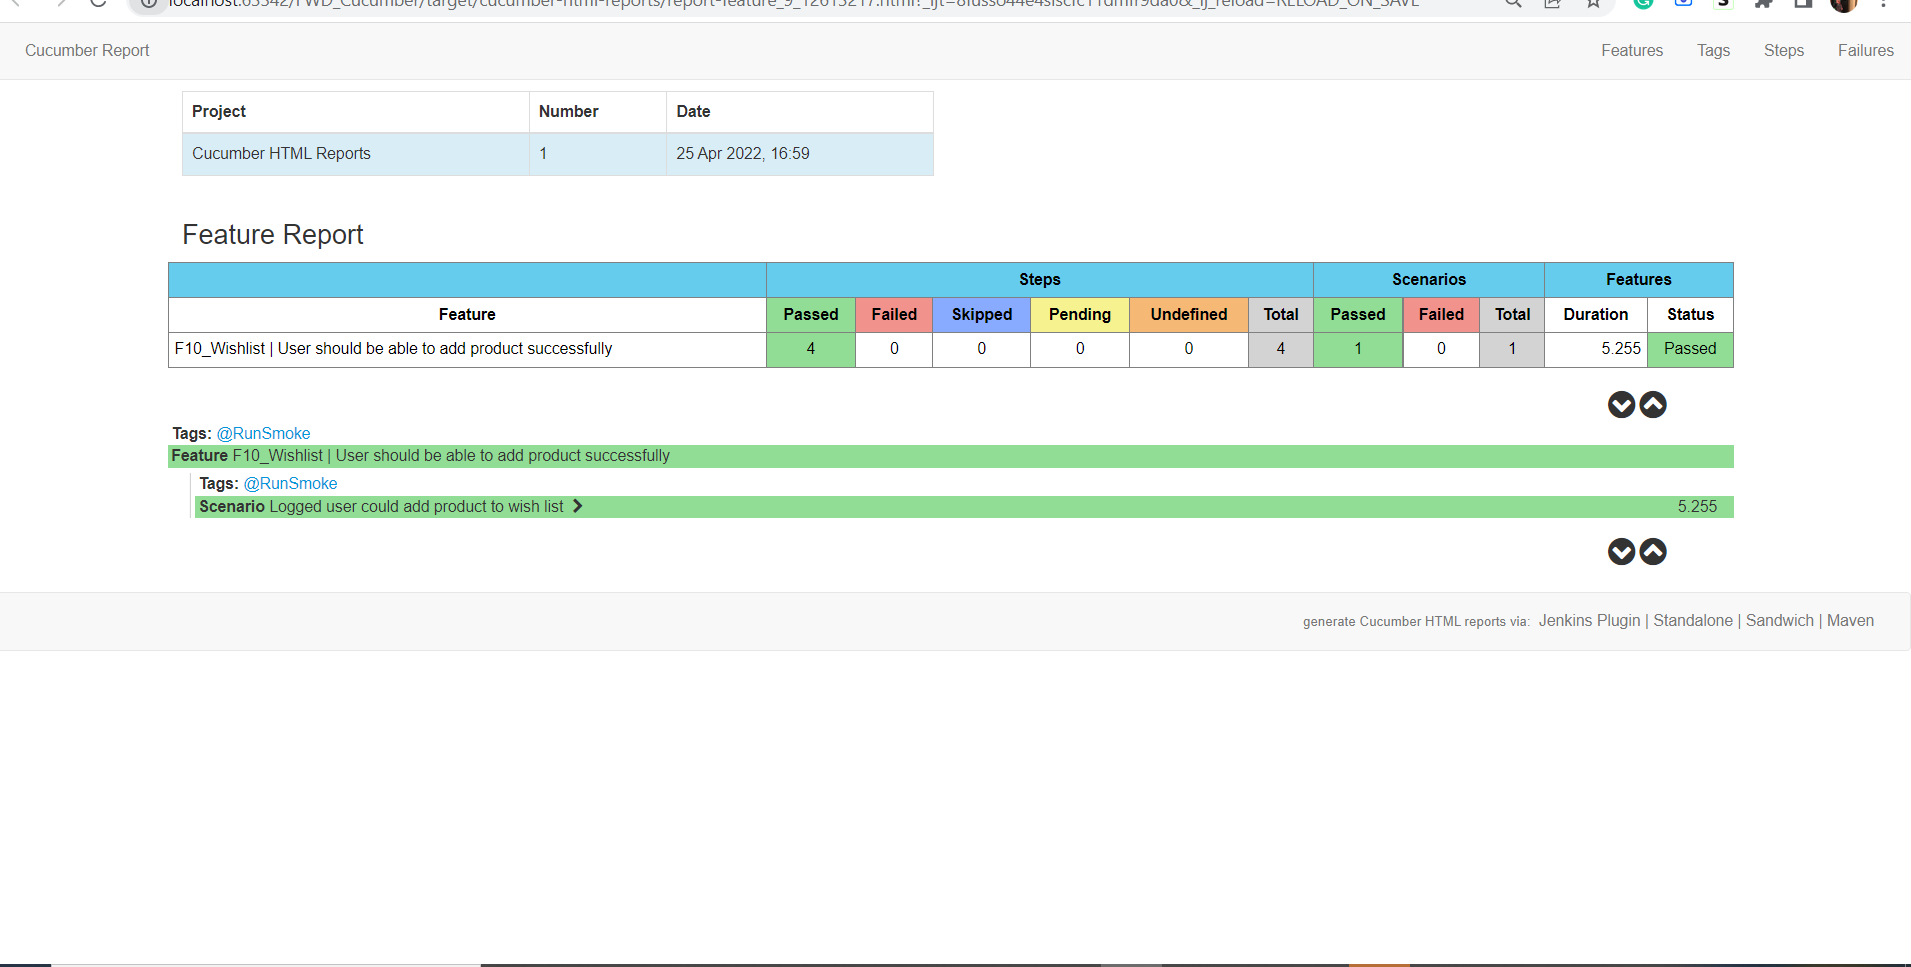 Cucumber Report Features Tags Steps Failures
Project Number Date
Cucumber HTML Reports 1 25 Apr 2022, 16:59
Feature Report
Steps Scenarios Features
Feature Passed Failed Skipped Pending Undefined Total Passed Failed Total Duration Status
F10_Wishlist | User should be able to add product successfully 4 0 0 0 0 4 1 0 1 5.255 Passed
Tags: @RunSmoke
Feature F10_Wishlist | User should be able to add product successfully
Tags: @RunSmoke
Scenario Logged user could add product to wish list 5.255
generate Cucumber HTML reports via: Jenkins Plugin | Standalone | Sandwich | Maven